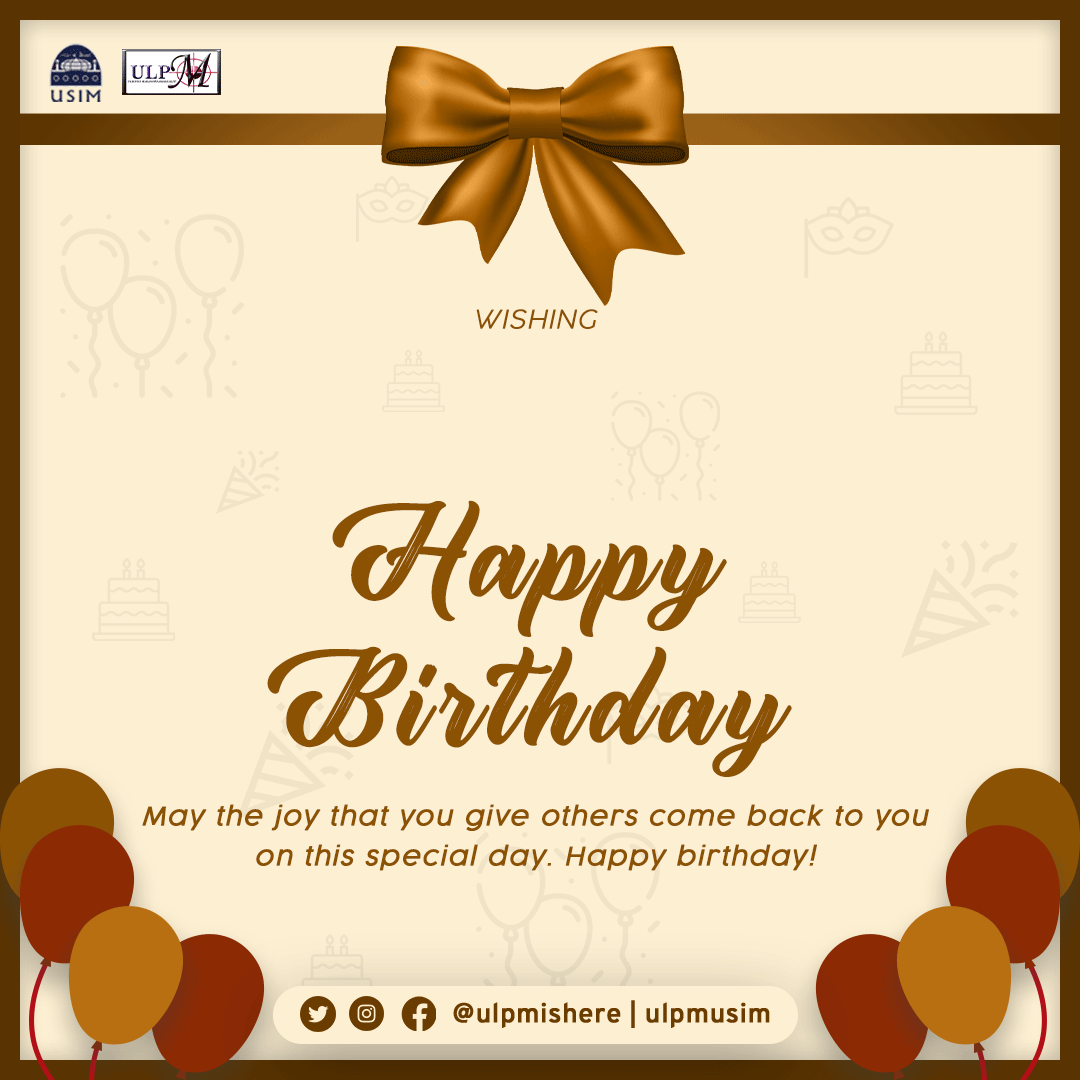 USIM
ULPM
WISHING
Happy
Birthday
May the joy that you give others come back to you
on this special day. Happy birthday!
@ulpmishere | ulpmusim